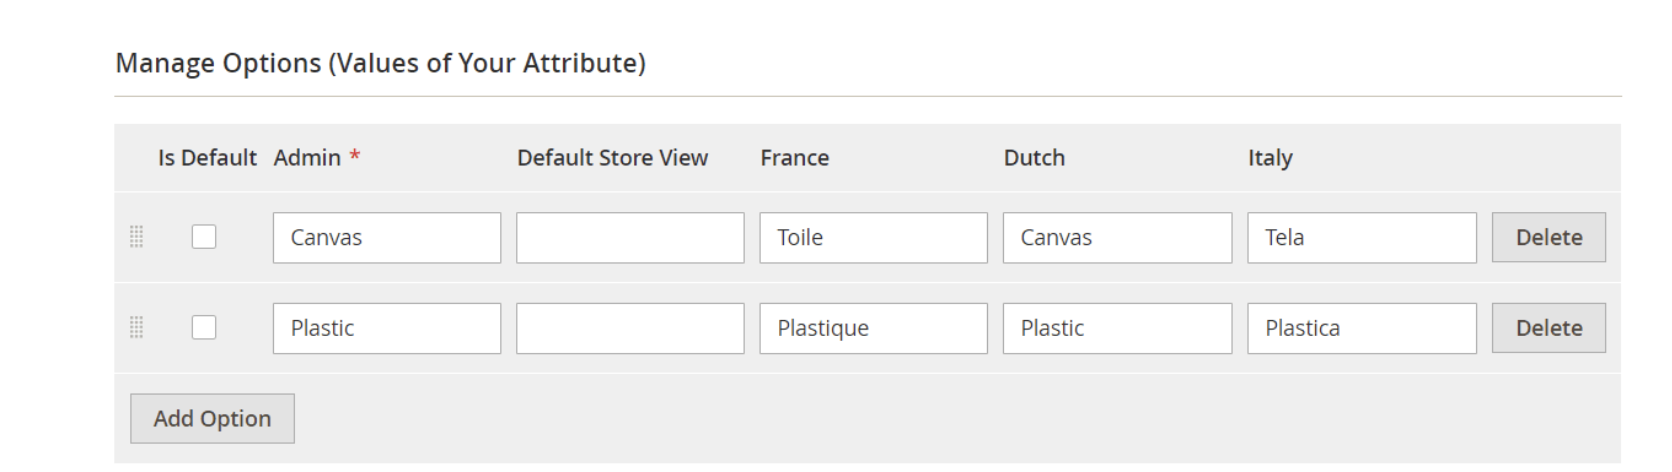 Manage Options (Values of Your Attribute)
Is Default Admin * Default Store View France Dutch Italy
Canvas Toile Canvas Tela Delete
Plastic Plastique Plastic Plastica Delete
Add Option